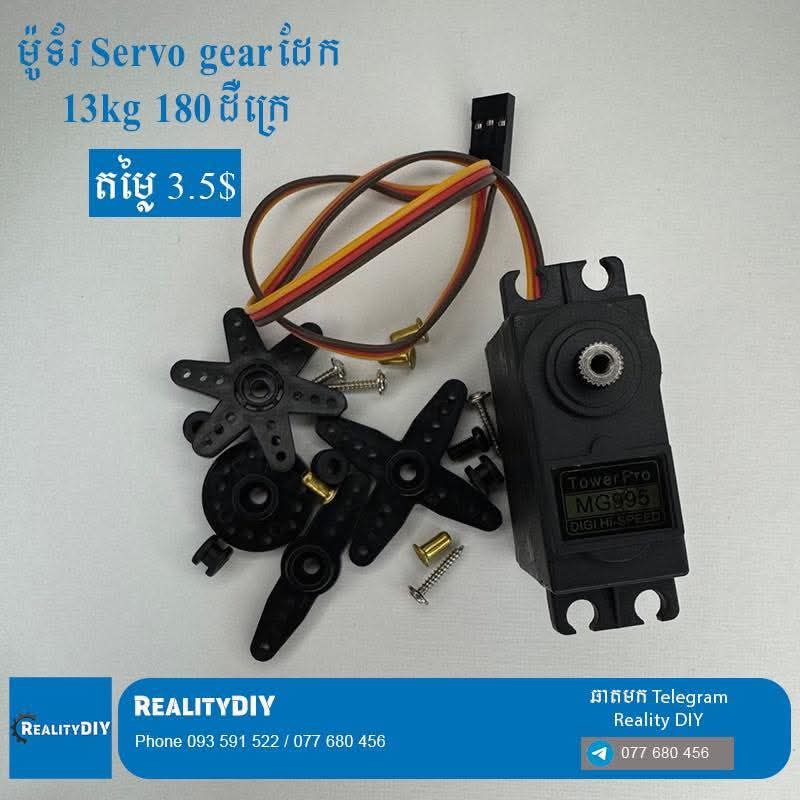 ម៉ូទ័រ Servo gear ដែក
13kg 180 ដឺក្រេ
តម្លៃ 3.5$
TowerPro
MG995
DIGI HI-SPEED
REALITYDIY
REALITYDIY
Phone 093 591 522 / 077 680 456
ឆាតមក Telegram
Reality DIY
077 680 456